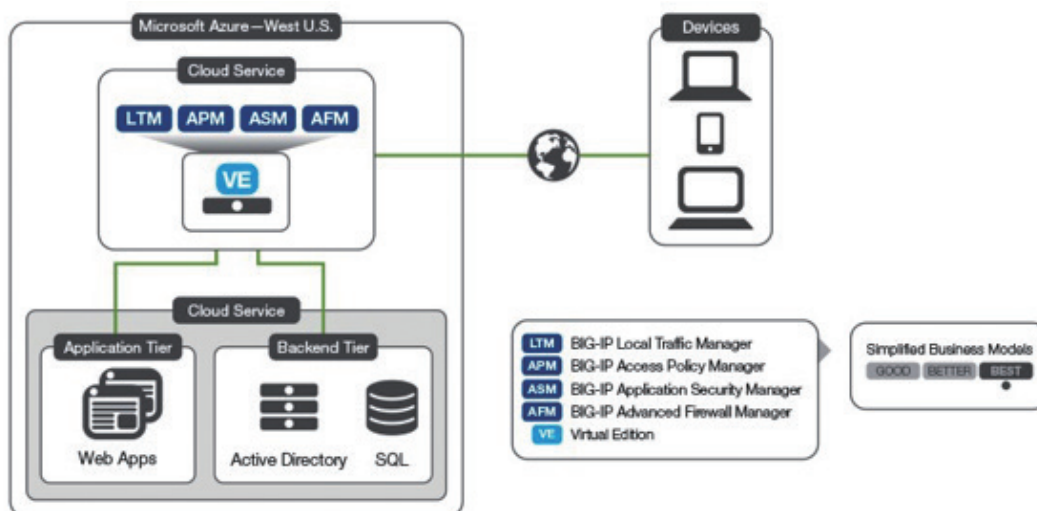 Microsoft Azure—West U.S.
Cloud Service
LTM APM ASM AFM
VE
Devices
Cloud Service
Application Tier
Web Apps
Backend Tier
Active Directory SQL
LTM BIG-IP Local Traffic Manager
APM BIG-IP Access Policy Manager
ASM BIG-IP Application Security Manager
AFM BIG-IP Advanced Firewall Manager
VE Virtual Edition
Simplified Business Models
GOOD BETTER BEST